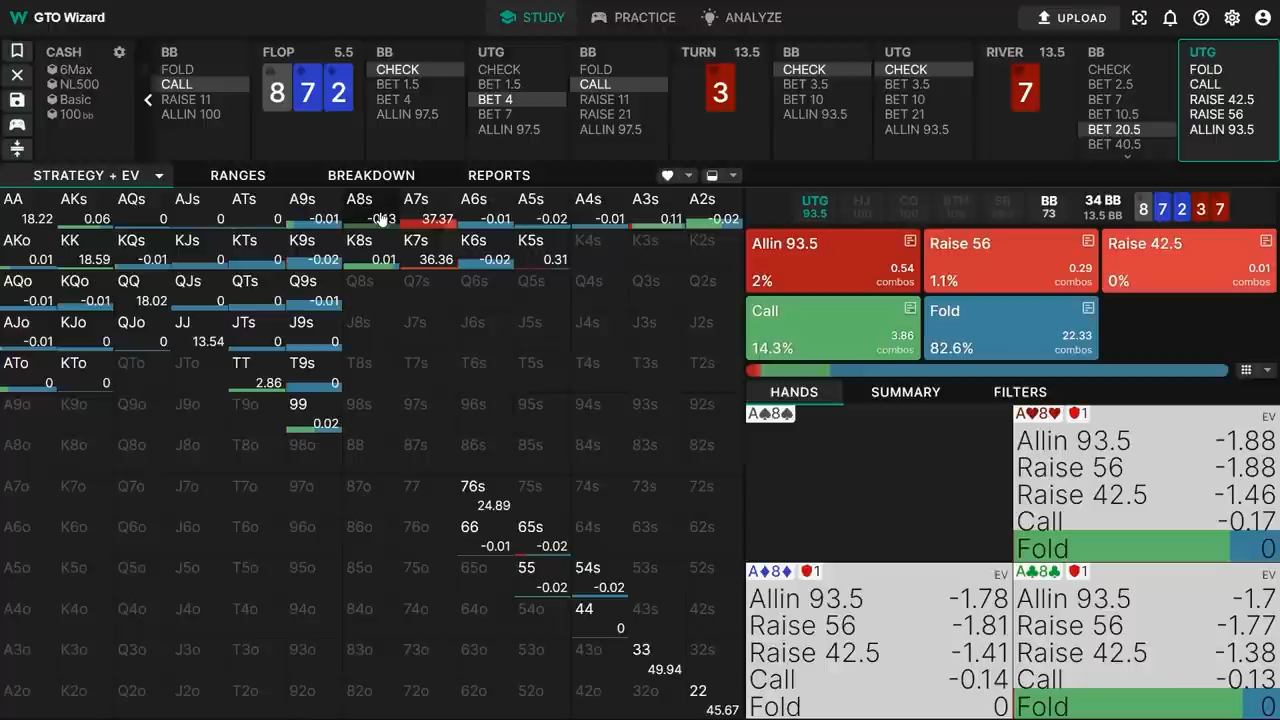 GTO Wizard
STUDY
PRACTICE
ANALYZE
UPLOAD
CASH
6Max
NL500
Basic
100 bb
BB
FOLD
CALL
RAISE 11
ALLIN 100
FLOP 5.5
8 7 2
BB
CHECK
BET 1.5
BET 4
ALLIN 97.5
UTG
CHECK
BET 1.5
BET 4
BET 7
ALLIN 97.5
BB
FOLD
CALL
RAISE 11
RAISE 21
ALLIN 97.5
TURN 13.5
3
BB
CHECK
BET 3.5
BET 10
ALLIN 93.5
UTG
CHECK
BET 3.5
BET 10
BET 21
ALLIN 93.5
RIVER 13.5
7
BB
CHECK
BET 2.5
BET 7
BET 10.5
BET 20.5
BET 40.5
UTG
FOLD
CALL
RAISE 42.5
RAISE 56
ALLIN 93.5
STRATEGY + EV
RANGES
BREAKDOWN
REPORTS
AA AKs AQs AJs ATs A9s A8s A7s A6s A5s A4s A3s A2s
18.22 0.06 0 0 0 -0.01 37.37 -0.01 -0.02 -0.01 0.11 -0.02
AKo KK KQs KJs KTs K9s K8s K7s K6s K5s K4s K3s K2s
0.01 18.59 -0.01 0 0 -0.02 0.01 36.36 -0.02 0.31
AQo KQo QQ QJs QTs Q9s Q8s Q7s Q6s Q5s Q4s Q3s Q2s
-0.01 -0.01 18.02 0 0 -0.01
AJo KJo QJo JJ JTs J9s J8s J7s J6s J5s J4s J3s J2s
-0.01 0 0 13.54 0 0
ATo KTo QTo JTo TT T9s T8s T7s T6s T5s T4s T3s T2s
0 0 2.86 0
A9o K9o Q9o J9o T9o 99 98s 97s 96s 95s 94s 93s 92s
0.02
A8o K8o Q8o J8o T8o 98o 88 87s 86s 85s 84s 83s 82s
A7o K7o Q7o J7o T7o 97o 87o 77 76s 75s 74s 73s 72s
24.89
A6o K6o Q6o J6o T6o 96o 86o 76o 66 65s 64s 63s 62s
-0.01 -0.02
A5o K5o Q5o J5o T5o 95o 85o 75o 65o 55 54s 53s 52s
-0.02 -0.02
A4o K4o Q4o J4o T4o 94o 84o 74o 64o 54o 44 43s 42s
0
A3o K3o Q3o J3o T3o 93o 83o 73o 63o 53o 43o 33 32s
49.94
A2o K2o Q2o J2o T2o 92o 82o 72o 62o 52o 42o 32o 22
45.67
UTG
93.5
HJ
100
CO
100
BTN
100
SB
BB
73
34 BB
13.5 BB
8 7 2 3 7
Allin 93.5
0.54
2% combos
Raise 56
0.29
1.1% combos
Raise 42.5
0.01
0% combos
Call
3.86
14.3% combos
Fold
22.33
82.6% combos
HANDS
SUMMARY
FILTERS
A♠8♠
A♥8♥ 1 EV
Allin 93.5 -1.88
Raise 56 -1.88
Raise 42.5 -1.46
Call -0.17
Fold 0
A♦8♦ 1 EV
Allin 93.5 -1.78
Raise 56 -1.81
Raise 42.5 -1.41
Call -0.14
Fold 0
A♣8♣ 1 EV
Allin 93.5 -1.7
Raise 56 -1.77
Raise 42.5 -1.38
Call -0.13
Fold 0